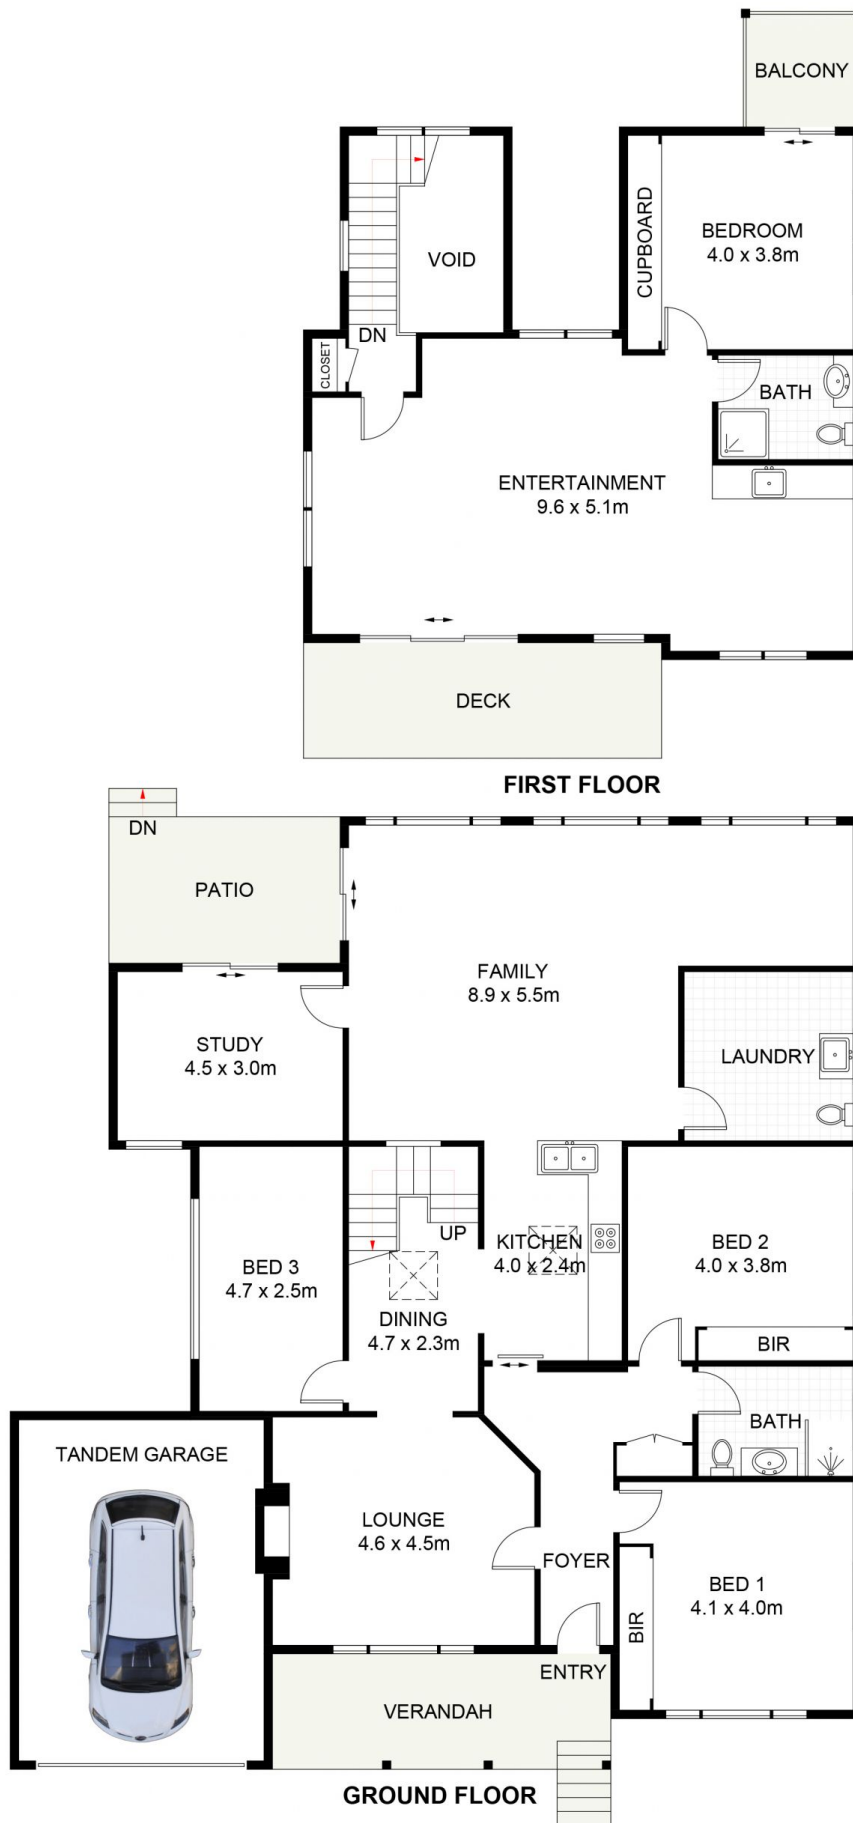 BALCONY
CUPBOARD
BEDROOM
4.0 x 3.8m
VOID
DN
CLOSET
BATH
ENTERTAINMENT
9.6 x 5.1m
DECK
FIRST FLOOR
DN
PATIO
FAMILY
8.9 x 5.5m
STUDY
4.5 x 3.0m
LAUNDRY
UP
KITCHEN
4.0 x 2.4m
BED 2
4.0 x 3.8m
BED 3
4.7 x 2.5m
DINING
4.7 x 2.3m
BIR
BATH
TANDEM GARAGE
LOUNGE
4.6 x 4.5m
FOYER
BED 1
4.1 x 4.0m
BIR
ENTRY
VERANDAH
GROUND FLOOR